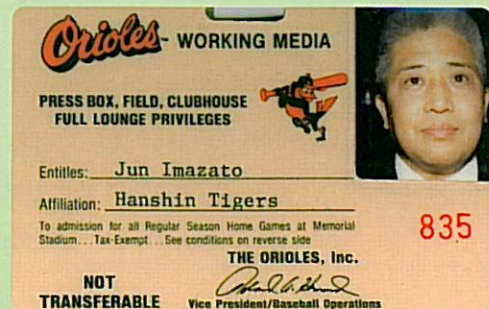 Orioles - WORKING MEDIA
PRESS BOX, FIELD, CLUBHOUSE
FULL LOUNGE PRIVILEGES
Entitles: Jun Imazato
Affiliation: Hanshin Tigers
To admission for all Regular Season Home Games at Memorial
Stadium...Tax-Exempt...See conditions on reverse side
835
THE ORIOLES, Inc.
NOT
TRANSFERABLE
Vice President/Baseball Operations